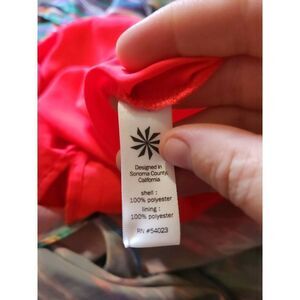 Designed in
Sonoma County,
California
shell :
100% polyester
lining :
100% polyester
RN #54023